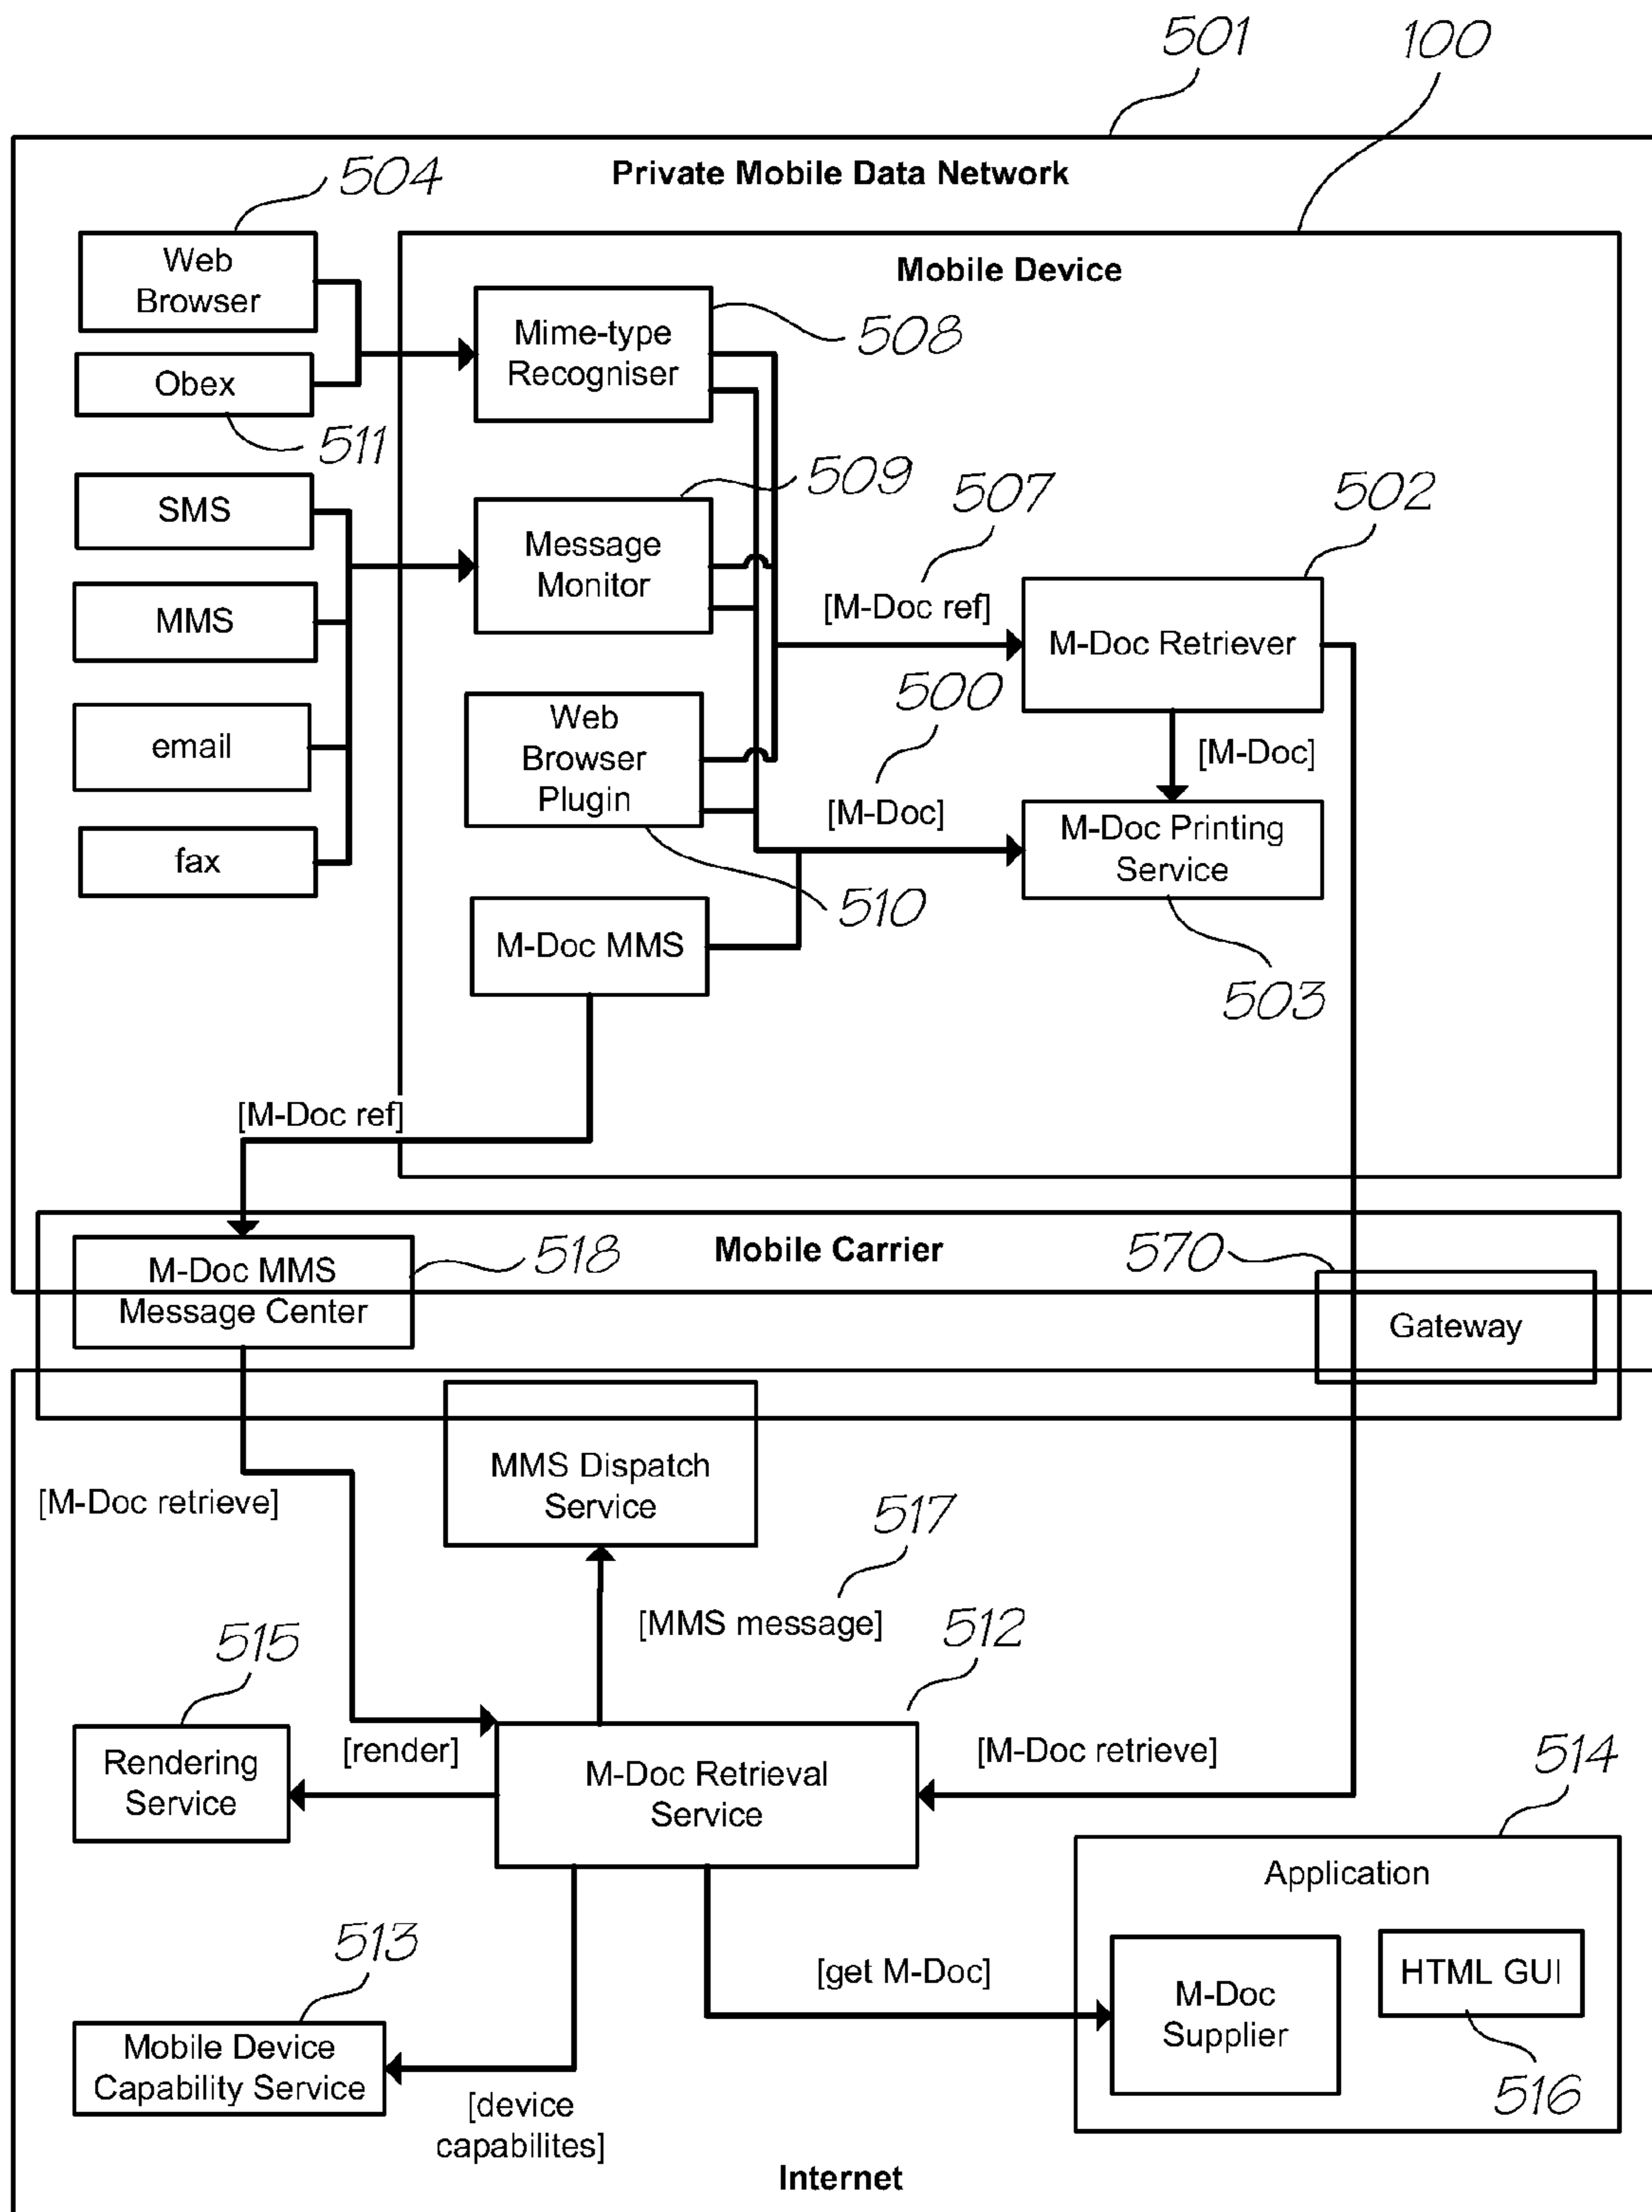 501
100
Private Mobile Data Network
504
Web
Browser
Mobile Device
Mime-type
Recogniser
508
Obex
511
SMS
509
507
502
Message
Monitor
MMS
[M-Doc ref]
M-Doc Retriever
500
Web
Browser
Plugin
email
[M-Doc]
[M-Doc]
M-Doc Printing
Service
fax
510
M-Doc MMS
503
[M-Doc ref]
M-Doc MMS
Message Center
518
Mobile Carrier
570
Gateway
MMS Dispatch
Service
[M-Doc retrieve]
517
[MMS message]
512
515
Rendering
Service
[render]
M-Doc Retrieval
Service
[M-Doc retrieve]
514
Application
513
[get M-Doc]
M-Doc
Supplier
HTML GUI
516
Mobile Device
Capability Service
[device
capabilites]
Internet